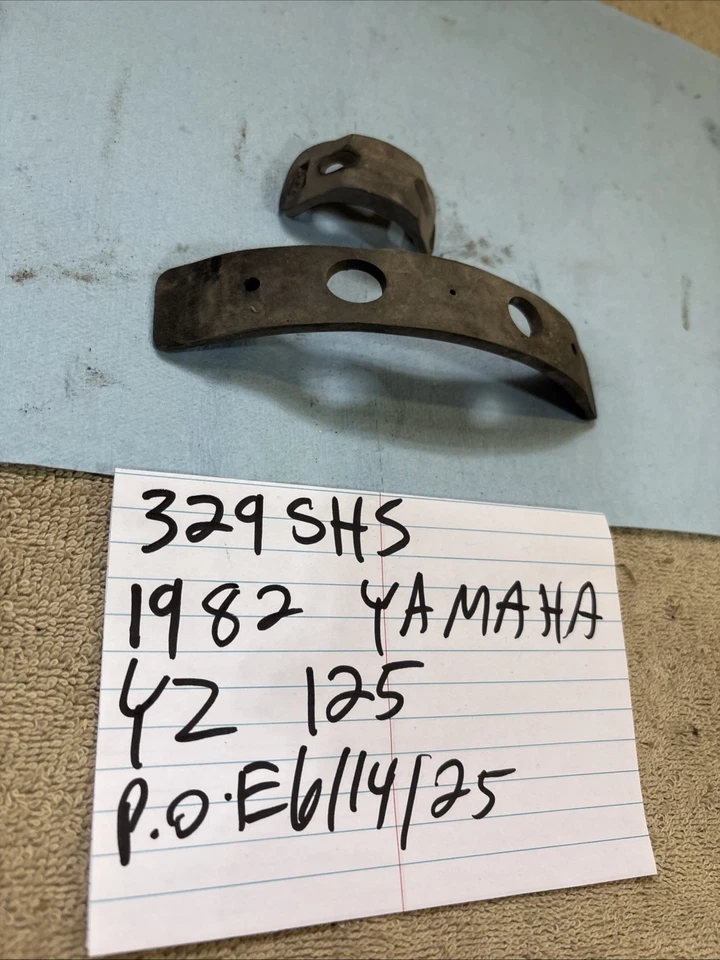 329 SHS
1982 YAMAHA
YZ 125
P.O.E 6/14/25